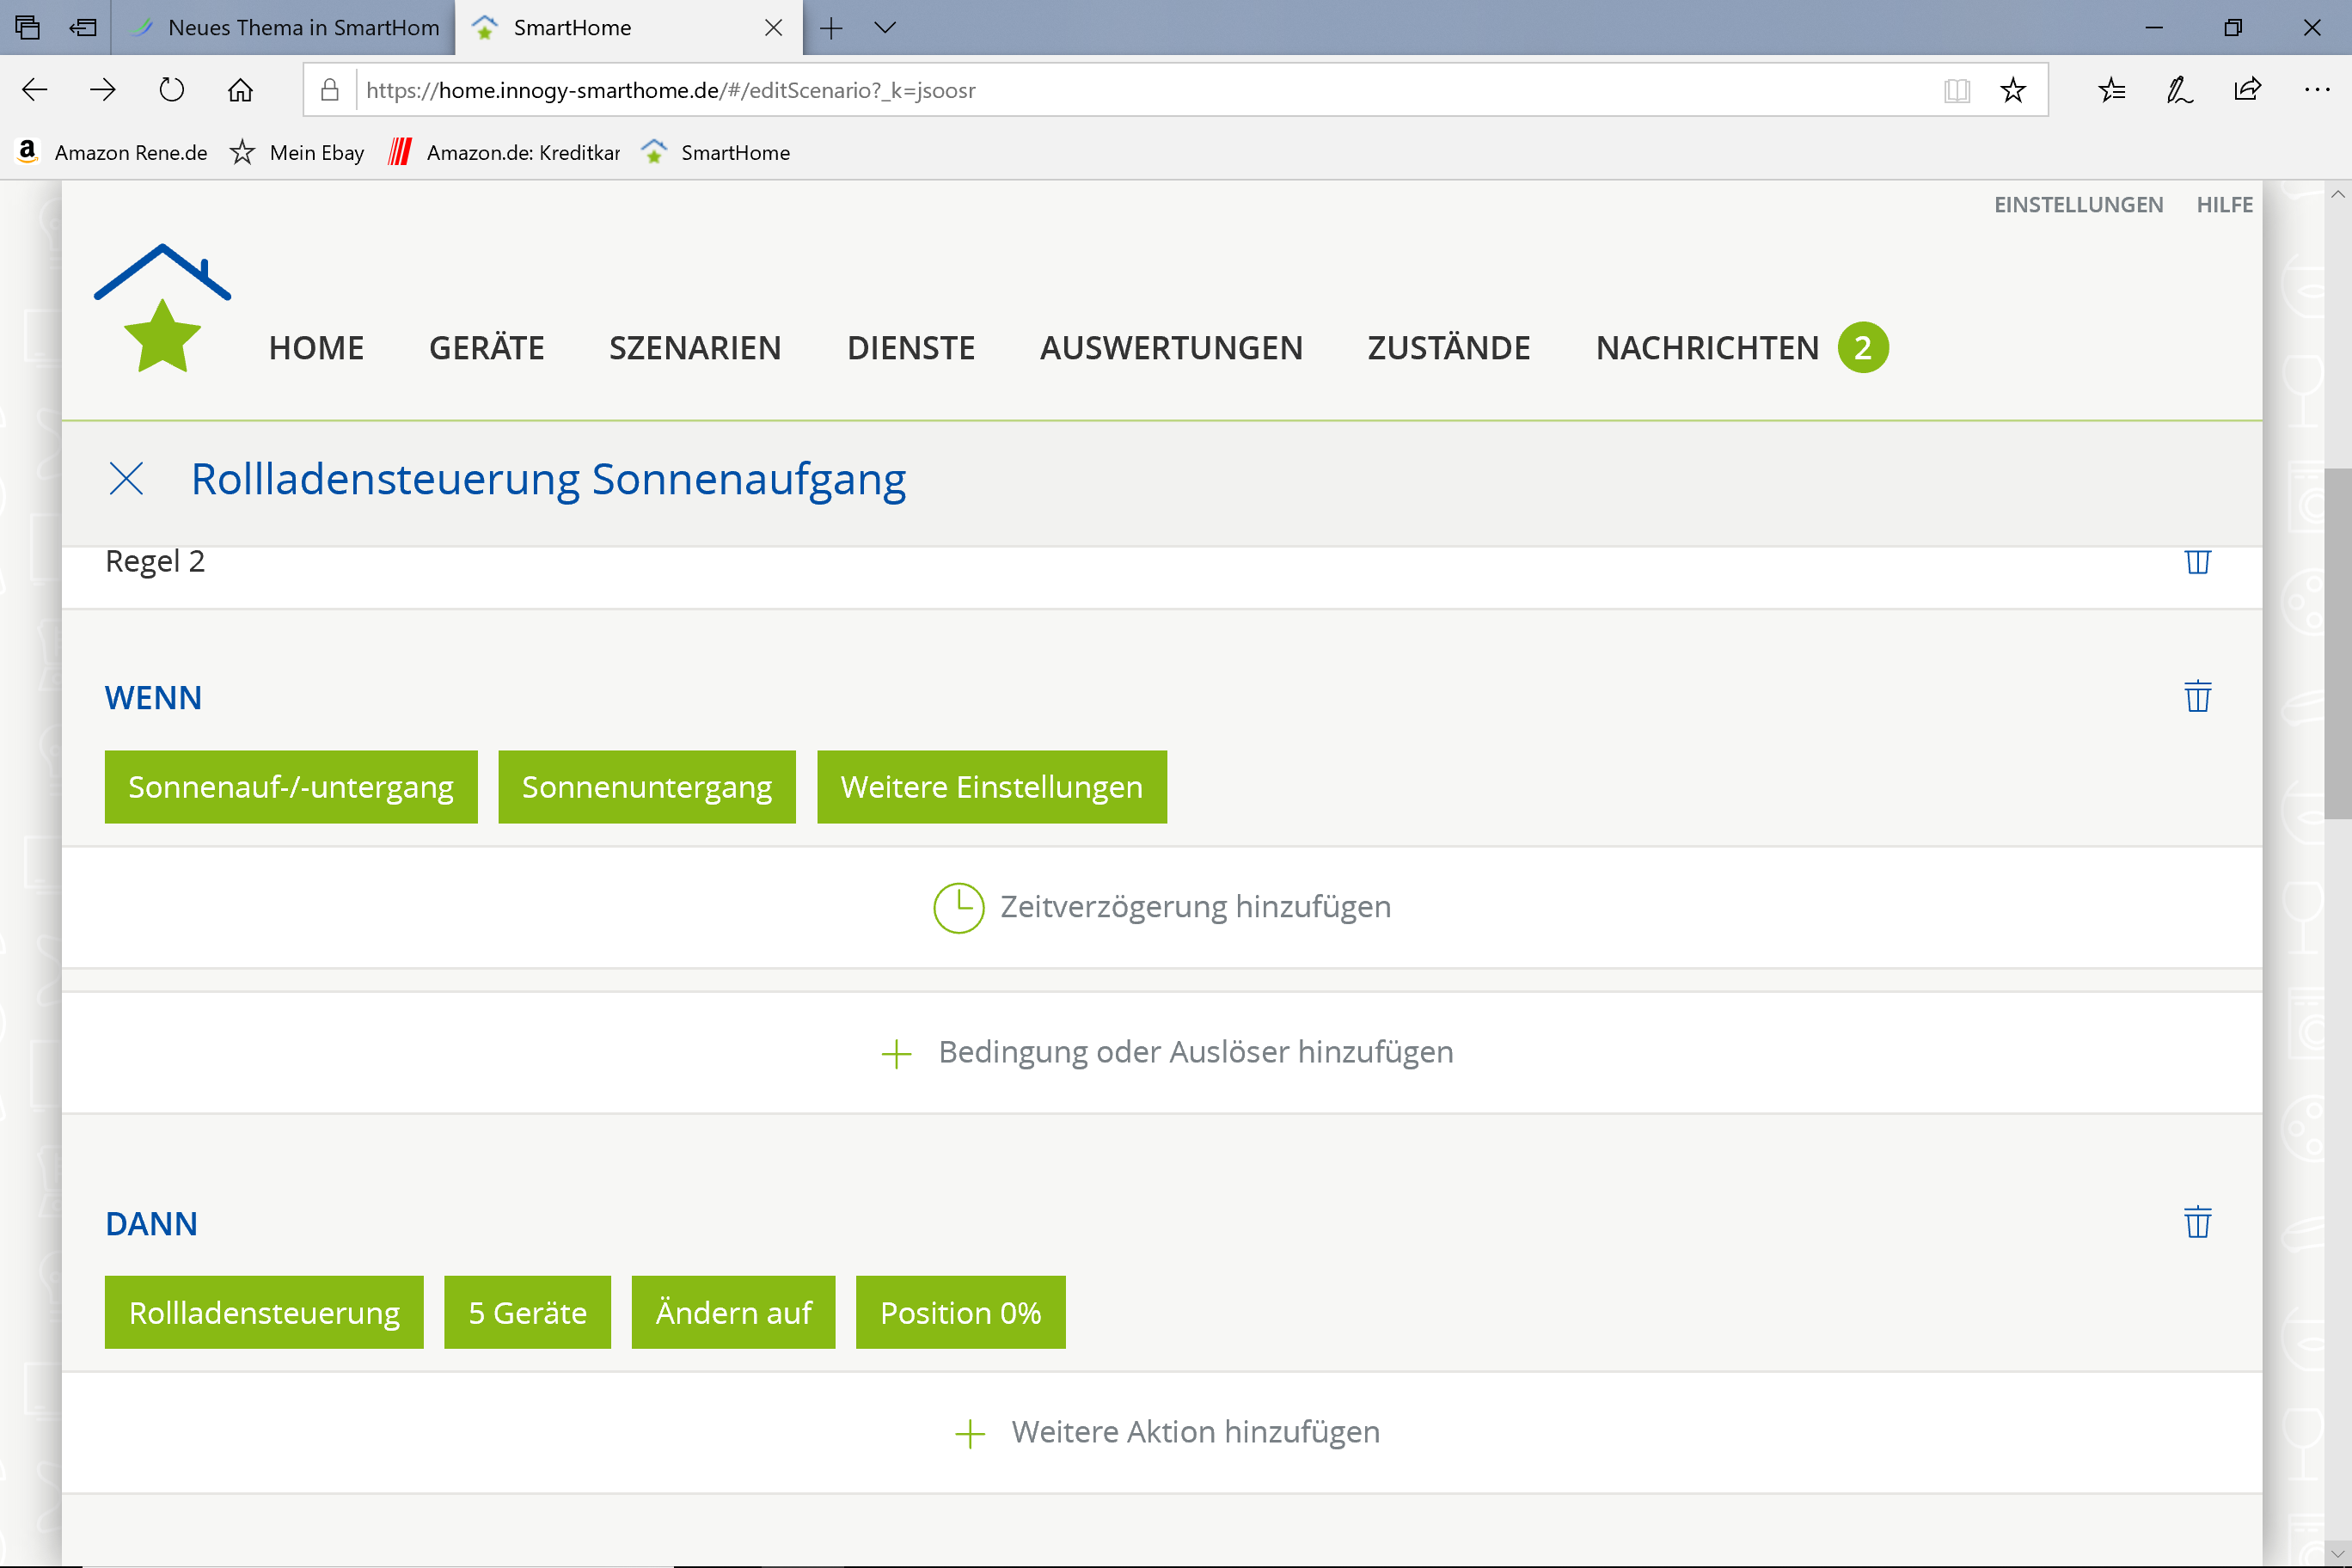 Neues Thema in SmartHom
SmartHome
https://home.innogy-smarthome.de/#/editScenario?_k=jsoosr
Amazon Rene.de Mein Ebay Amazon.de: Kreditkar SmartHome
EINSTELLUNGEN HILFE
HOME GERÄTE SZENARIEN DIENSTE AUSWERTUNGEN ZUSTÄNDE NACHRICHTEN 2
Rollladensteuerung Sonnenaufgang
Regel 2
WENN
Sonnenauf-/-untergang Sonnenuntergang Weitere Einstellungen
Zeitverzögerung hinzufügen
Bedingung oder Auslöser hinzufügen
DANN
Rollladensteuerung 5 Geräte Ändern auf Position 0%
Weitere Aktion hinzufügen